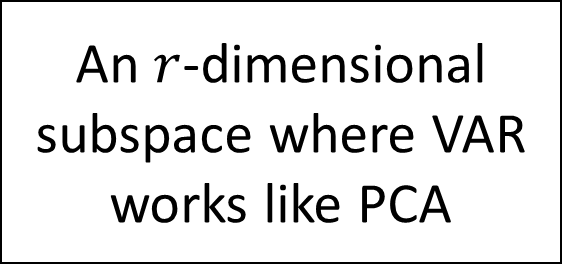 An 𝑟-dimensional
subspace where VAR
works like PCA